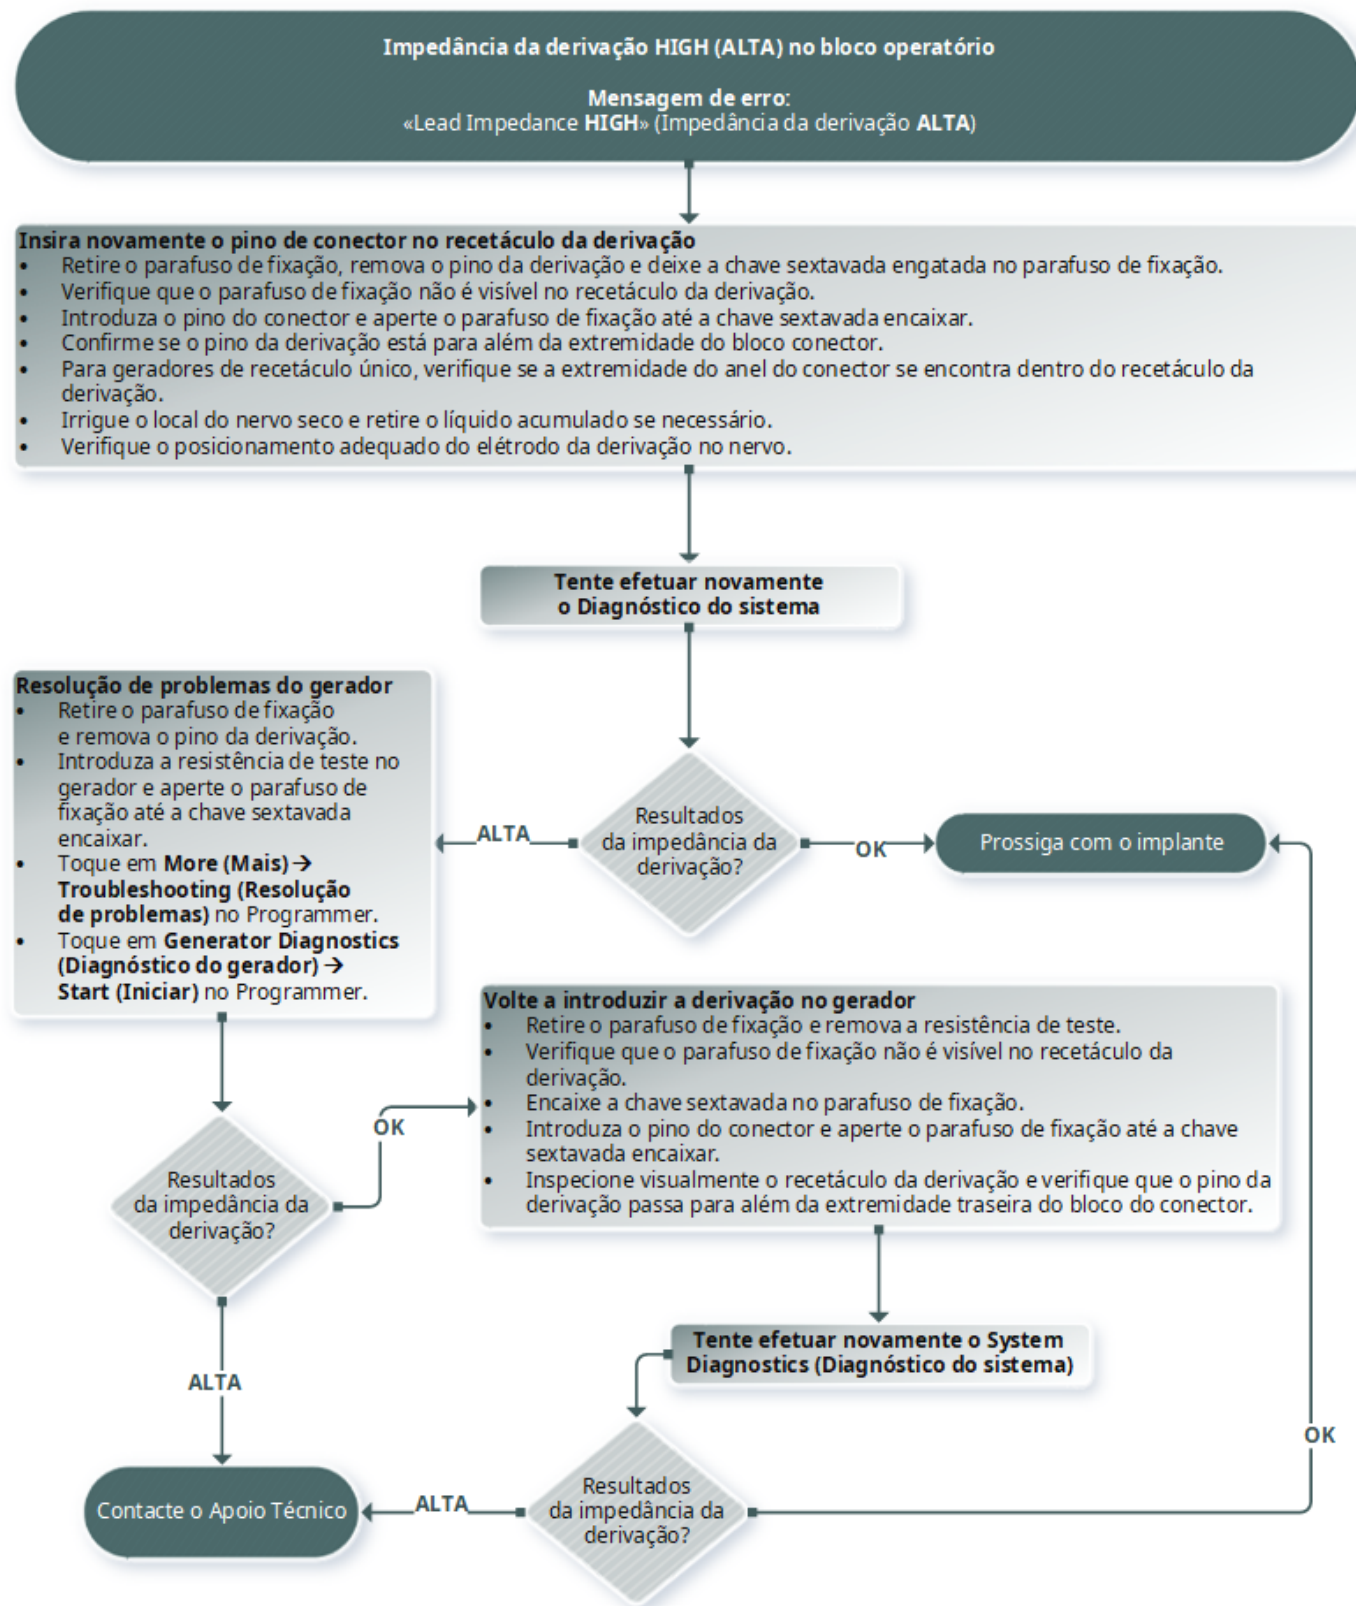 Impedância da derivação HIGH (ALTA) no bloco operatório
Mensagem de erro:
«Lead Impedance HIGH» (Impedância da derivação ALTA)
Insira novamente o pino de conector no recetáculo da derivação
• Retire o parafuso de fixação, remova o pino da derivação e deixe a chave sextavada engatada no parafuso de fixação.
• Verifique que o parafuso de fixação não é visível no recetáculo da derivação.
• Introduza o pino do conector e aperte o parafuso de fixação até a chave sextavada encaixar.
• Confirme se o pino da derivação está para além da extremidade do bloco conector.
• Para geradores de recetáculo único, verifique se a extremidade do anel do conector se encontra dentro do recetáculo da
derivação.
• Irrigue o local do nervo seco e retire o líquido acumulado se necessário.
• Verifique o posicionamento adequado do elétrodo da derivação no nervo.
Tente efetuar novamente
o Diagnóstico do sistema
Resultados
da impedância da
derivação?
ALTA
OK
Prossiga com o implante
Resolução de problemas do gerador
• Retire o parafuso de fixação
e remova o pino da derivação.
• Introduza a resistência de teste no
gerador e aperte o parafuso de
fixação até a chave sextavada
encaixar.
• Toque em More (Mais) →
Troubleshooting (Resolução
de problemas) no Programmer.
• Toque em Generator Diagnostics
(Diagnóstico do gerador) →
Start (Iniciar) no Programmer.
Resultados
da impedância da
derivação?
OK
ALTA
Volte a introduzir a derivação no gerador
• Retire o parafuso de fixação e remova a resistência de teste.
• Verifique que o parafuso de fixação não é visível no recetáculo da
derivação.
• Encaixe a chave sextavada no parafuso de fixação.
• Introduza o pino do conector e aperte o parafuso de fixação até a chave
sextavada encaixar.
• Inspecione visualmente o recetáculo da derivação e verifique que o pino da
derivação passa para além da extremidade traseira do bloco do conector.
Tente efetuar novamente o System
Diagnostics (Diagnóstico do sistema)
Resultados
da impedância da
derivação?
ALTA
OK
Contacte o Apoio Técnico